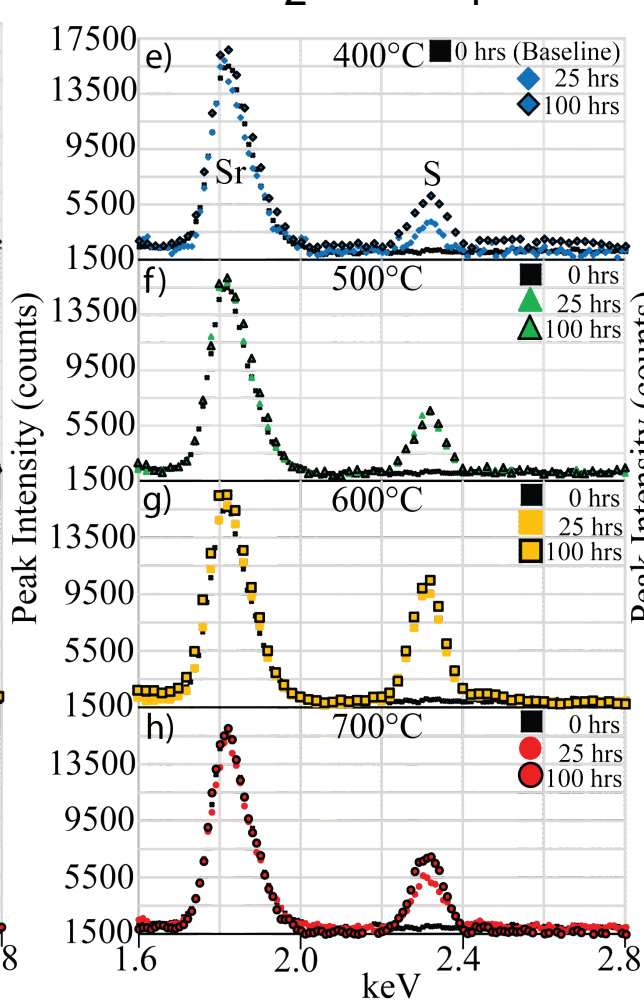 17500
e) 400°C 0 hrs (Baseline)
25 hrs
13500
100 hrs
9500
Sr S
5500
1500
f) 500°C 0 hrs
25 hrs
13500
100 hrs
9500
5500
1500
g) 600°C 0 hrs
25 hrs
13500
100 hrs
9500
5500
1500
h) 700°C 0 hrs
25 hrs
13500
100 hrs
9500
5500
1500
8 1.6 2.0 2.4 2.8
keV
Peak Intensity (counts)